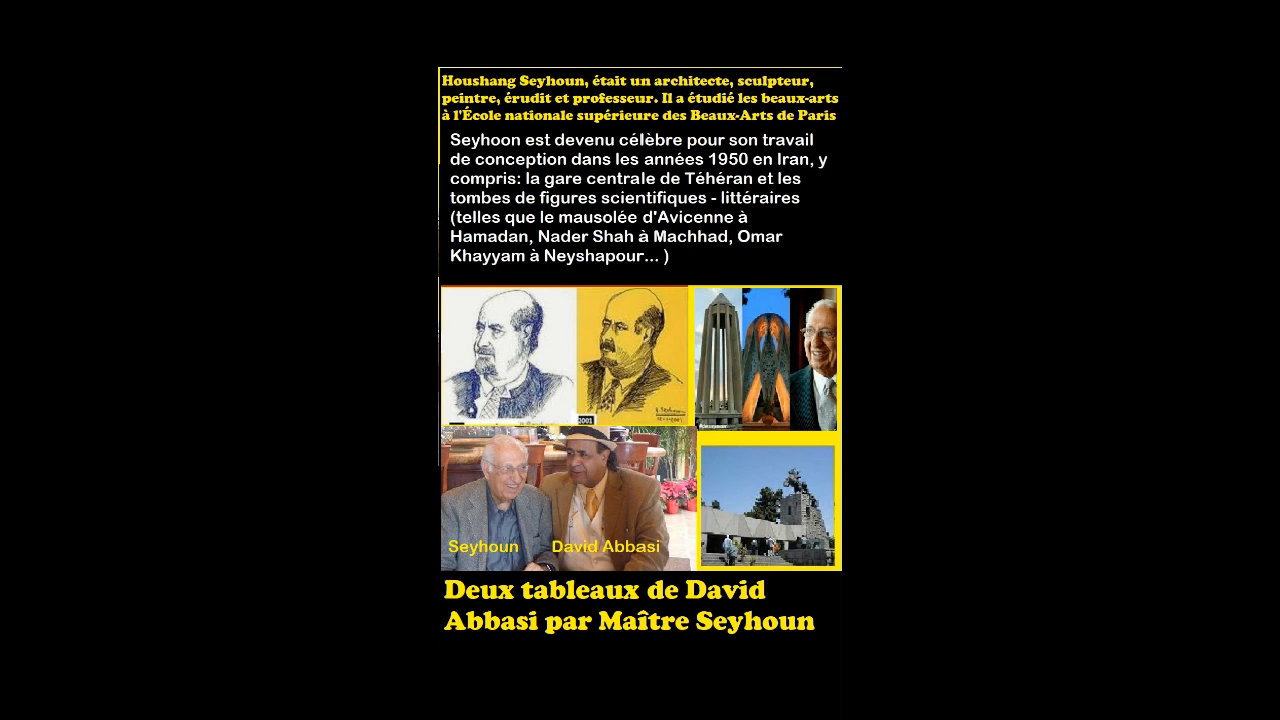 Houshang Seyhoun, était un architecte, sculpteur,
peintre, érudit et professeur. Il a étudié les beaux-arts
à l'École nationale supérieure des Beaux-Arts de Paris
Seyhoon est devenu célèbre pour son travail
de conception dans les années 1950 en Iran, y
compris: la gare centrale de Téhéran et les
tombes de figures scientifiques - littéraires
(telles que le mausolée d'Avicenne à
Hamadan, Nader Shah à Machhad, Omar
Khayyam à Neyshapour... )
2001
Seyhoun David Abbasi
Deux tableaux de David
Abbasi par Maître Seyhoun